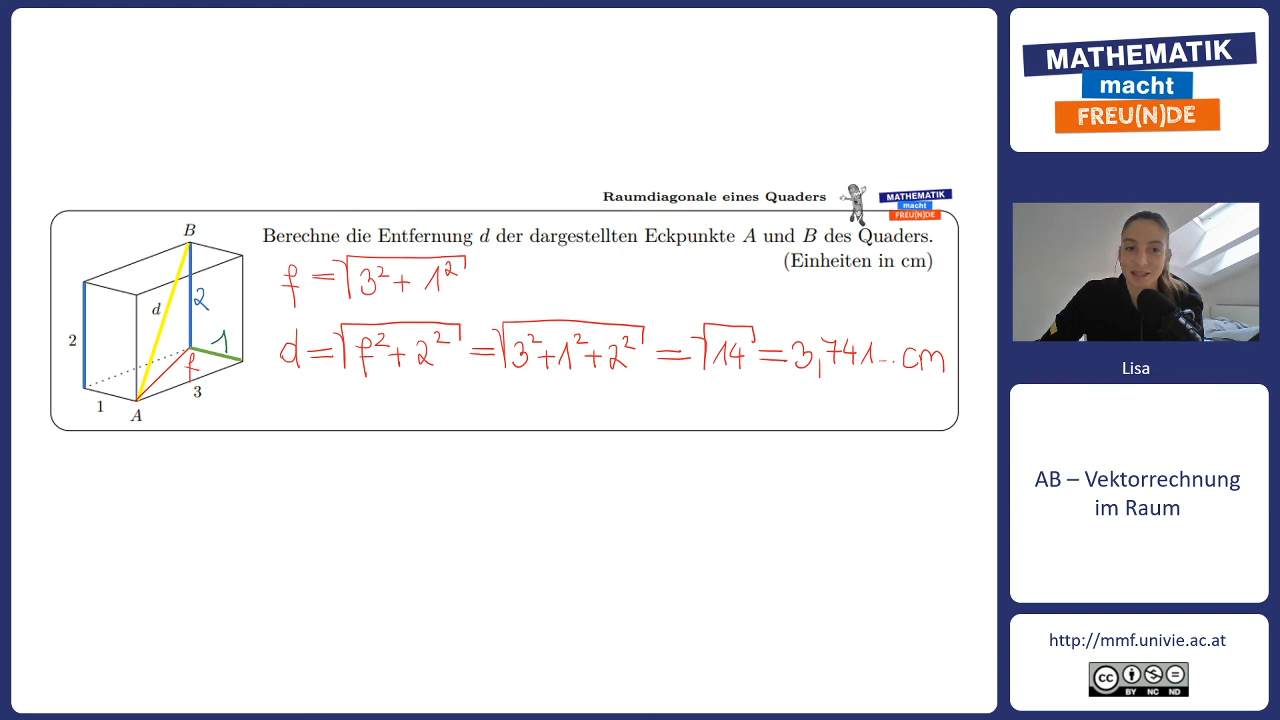 Raumdiagonale eines Quaders
MATHEMATIK
macht
FREU(N)DE
Berechne die Entfernung d der dargestellten Eckpunkte A und B des Quaders.
(Einheiten in cm)
f = √3² + 1²
d = √f² + 2² = √3² + 1² + 2² = √14 = 3,741... cm
B
d
2
2
1
f
3
1
A
MATHEMATIK
macht
FREU(N)DE
Lisa
AB – Vektorrechnung
im Raum
http://mmf.univie.ac.at
cc
BY NC ND